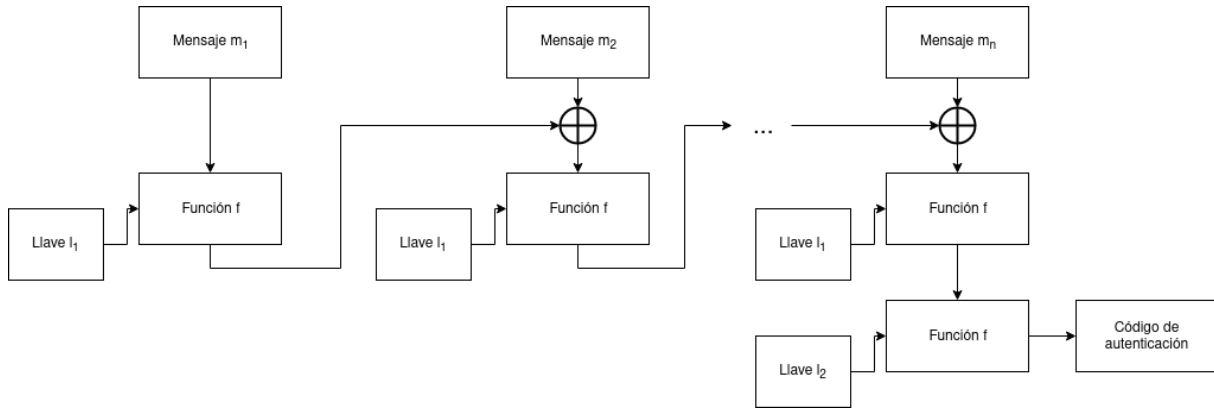 Mensaje m₁
Mensaje m₂
Mensaje mₙ
...
Función f
Función f
Función f
Llave l₁
Llave l₁
Llave l₁
Función f
Código de
autenticación
Llave l₂